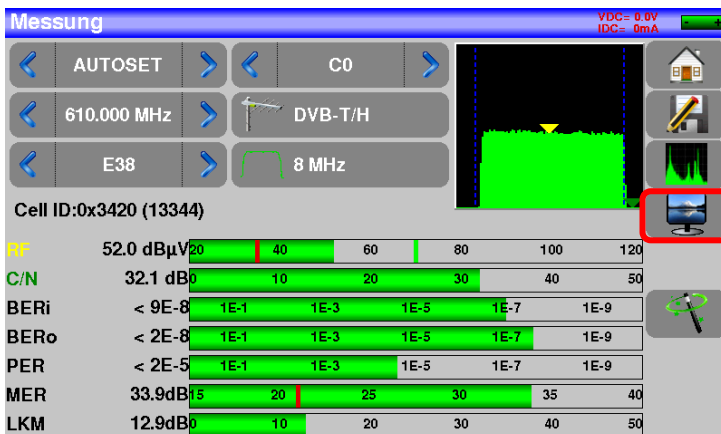 Messung
VDC= 0.0V
IDC= 0mA
- +
AUTOSET C0
610.000 MHz DVB-T/H
E38 8 MHz
Cell ID:0x3420 (13344)
RF 52.0 dBµV 20 40 60 80 100 120
C/N 32.1 dB 0 10 20 30 40 50
BERi < 9E-8 1E-1 1E-3 1E-5 1E-7 1E-9
BERo < 2E-8 1E-1 1E-3 1E-5 1E-7 1E-9
PER < 2E-5 1E-1 1E-3 1E-5 1E-7 1E-9
MER 33.9dB 15 20 25 30 35 40
LKM 12.9dB 0 10 20 30 40 50